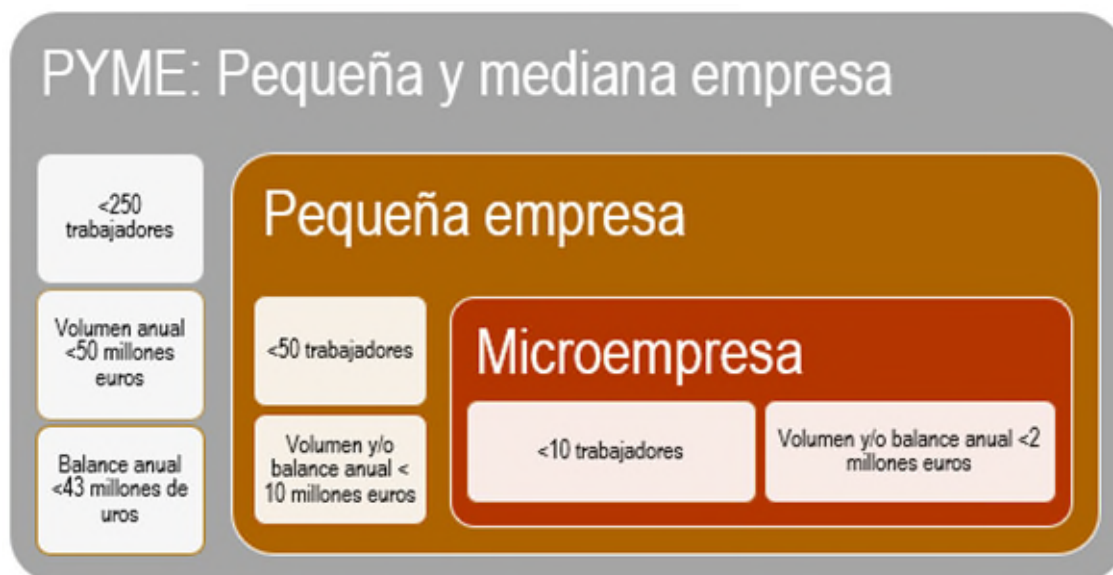 PYME: Pequeña y mediana empresa
<250
trabajadores
Volumen anual
<50 millones
euros
Balance anual
<43 millones de
uros
Pequeña empresa
<50 trabajadores
Volumen y/o
balance anual <
10 millones euros
Microempresa
<10 trabajadores
Volumen y/o balance anual <2
millones euros